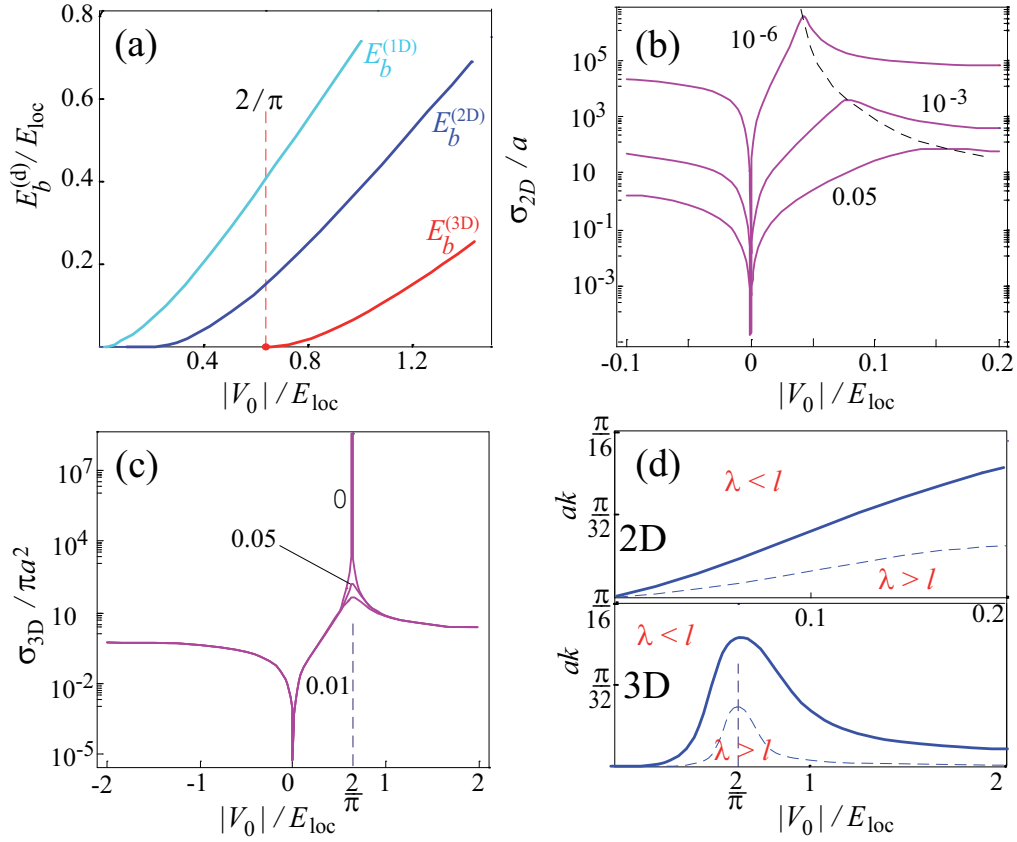 (a)
0.8
0.6
0.4
0.2
E_b^(d) / E_loc
2/π
E_b^(1D)
E_b^(2D)
E_b^(3D)
0.4 0.8 1.2
|V_0| / E_loc
(b)
10^5
10^3
10
10^-1
10^-3
σ_2D / a
10^-6
10^-3
0.05
-0.1 0 0.1 0.2
|V_0| / E_loc
(c)
10^7
10^4
10
10^-2
10^-5
σ_3D / πa^2
0
0.05
0.01
-2 -1 0 2/π 1 2
|V_0| / E_loc
(d)
π/16
π/32
ak
λ < l
2D
λ > l
0.1 0.2
π/16
π/32
ak
λ < l
3D
λ > l
2/π 1 2
|V_0| / E_loc